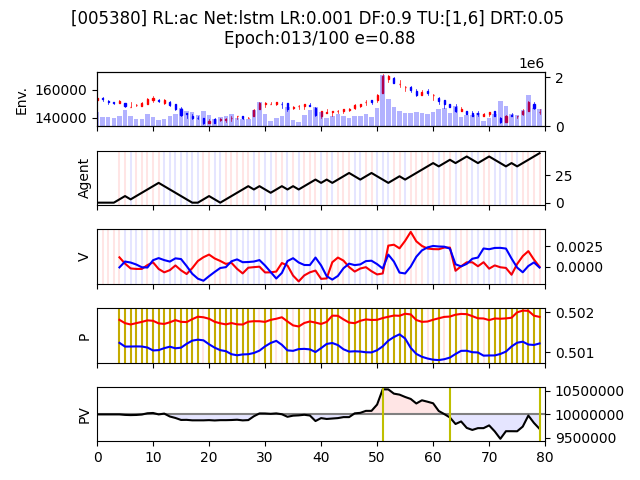 [005380] RL:ac Net:lstm LR:0.001 DF:0.9 TU:[1,6] DRT:0.05
Epoch:013/100 e=0.88
1e6
Env.
160000
140000
2
0
Agent
25
0
V
0.0025
0.0000
P
0.502
0.501
PV
10500000
10000000
9500000
0 10 20 30 40 50 60 70 80